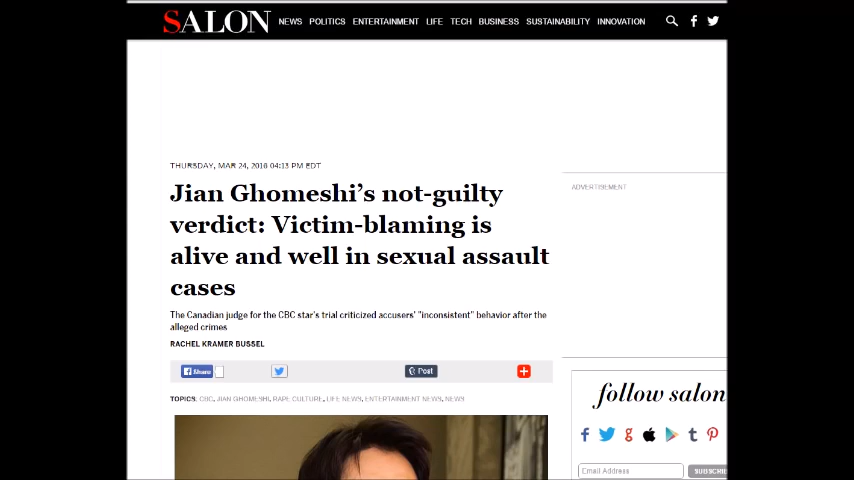 SALON NEWS POLITICS ENTERTAINMENT LIFE TECH BUSINESS SUSTAINABILITY INNOVATION
THURSDAY, MAR 24, 2016 04:13 PM EDT
Jian Ghomeshi's not-guilty
verdict: Victim-blaming is
alive and well in sexual assault
cases
The Canadian judge for the CBC star's trial criticized accusers' "inconsistent" behavior after the
alleged crimes
RACHEL KRAMER BUSSEL
Share
Post
TOPICS: CBC, JIAN GHOMESHI, RAPE CULTURE, LIFE NEWS, ENTERTAINMENT NEWS, NEWS
ADVERTISEMENT
follow salon
Email Address
SUBSCRIBE